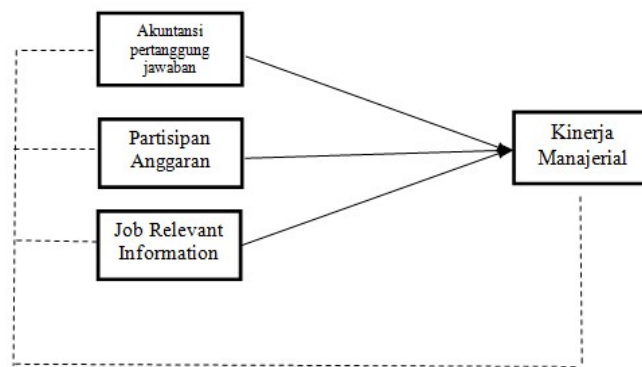 Akuntansi
pertanggung
jawaban
Partisipan
Anggaran
Job Relevant
Information
Kinerja
Manajerial